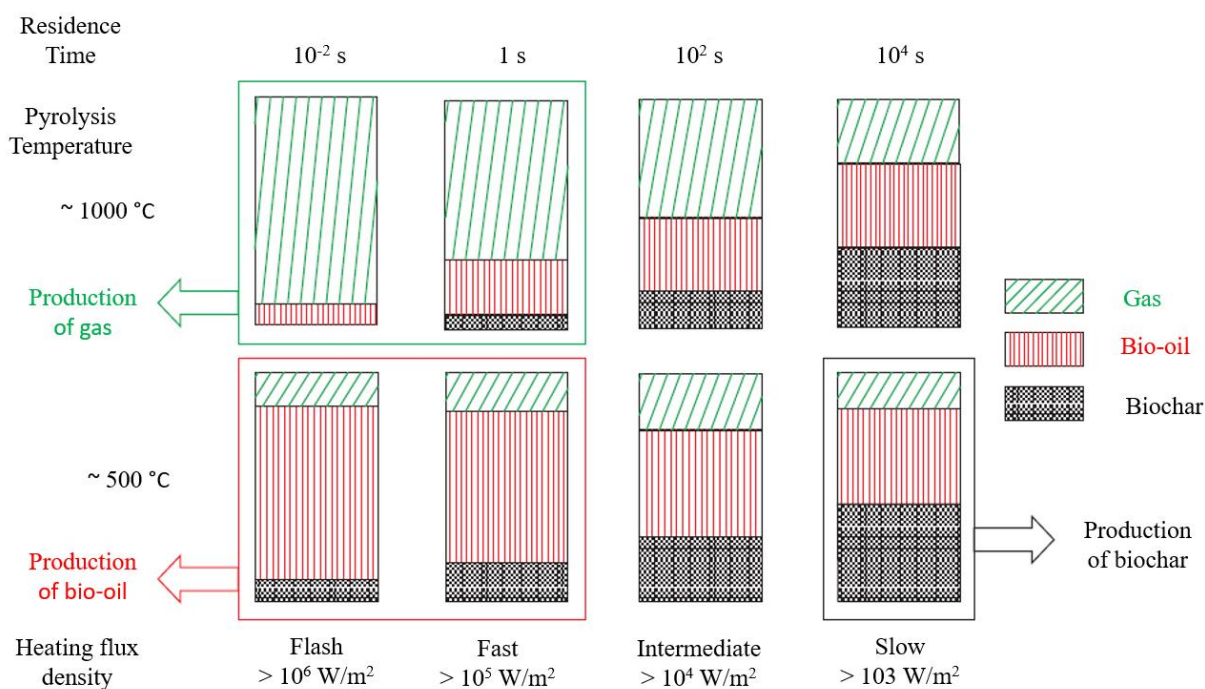 Residence
Time
10⁻² s
1 s
10² s
10⁴ s
Pyrolysis
Temperature
~ 1000 °C
Production
of gas
Gas
Bio-oil
Biochar
~ 500 °C
Production
of bio-oil
Production
of biochar
Heating flux
density
Flash
> 10⁶ W/m²
Fast
> 10⁵ W/m²
Intermediate
> 10⁴ W/m²
Slow
> 103 W/m²